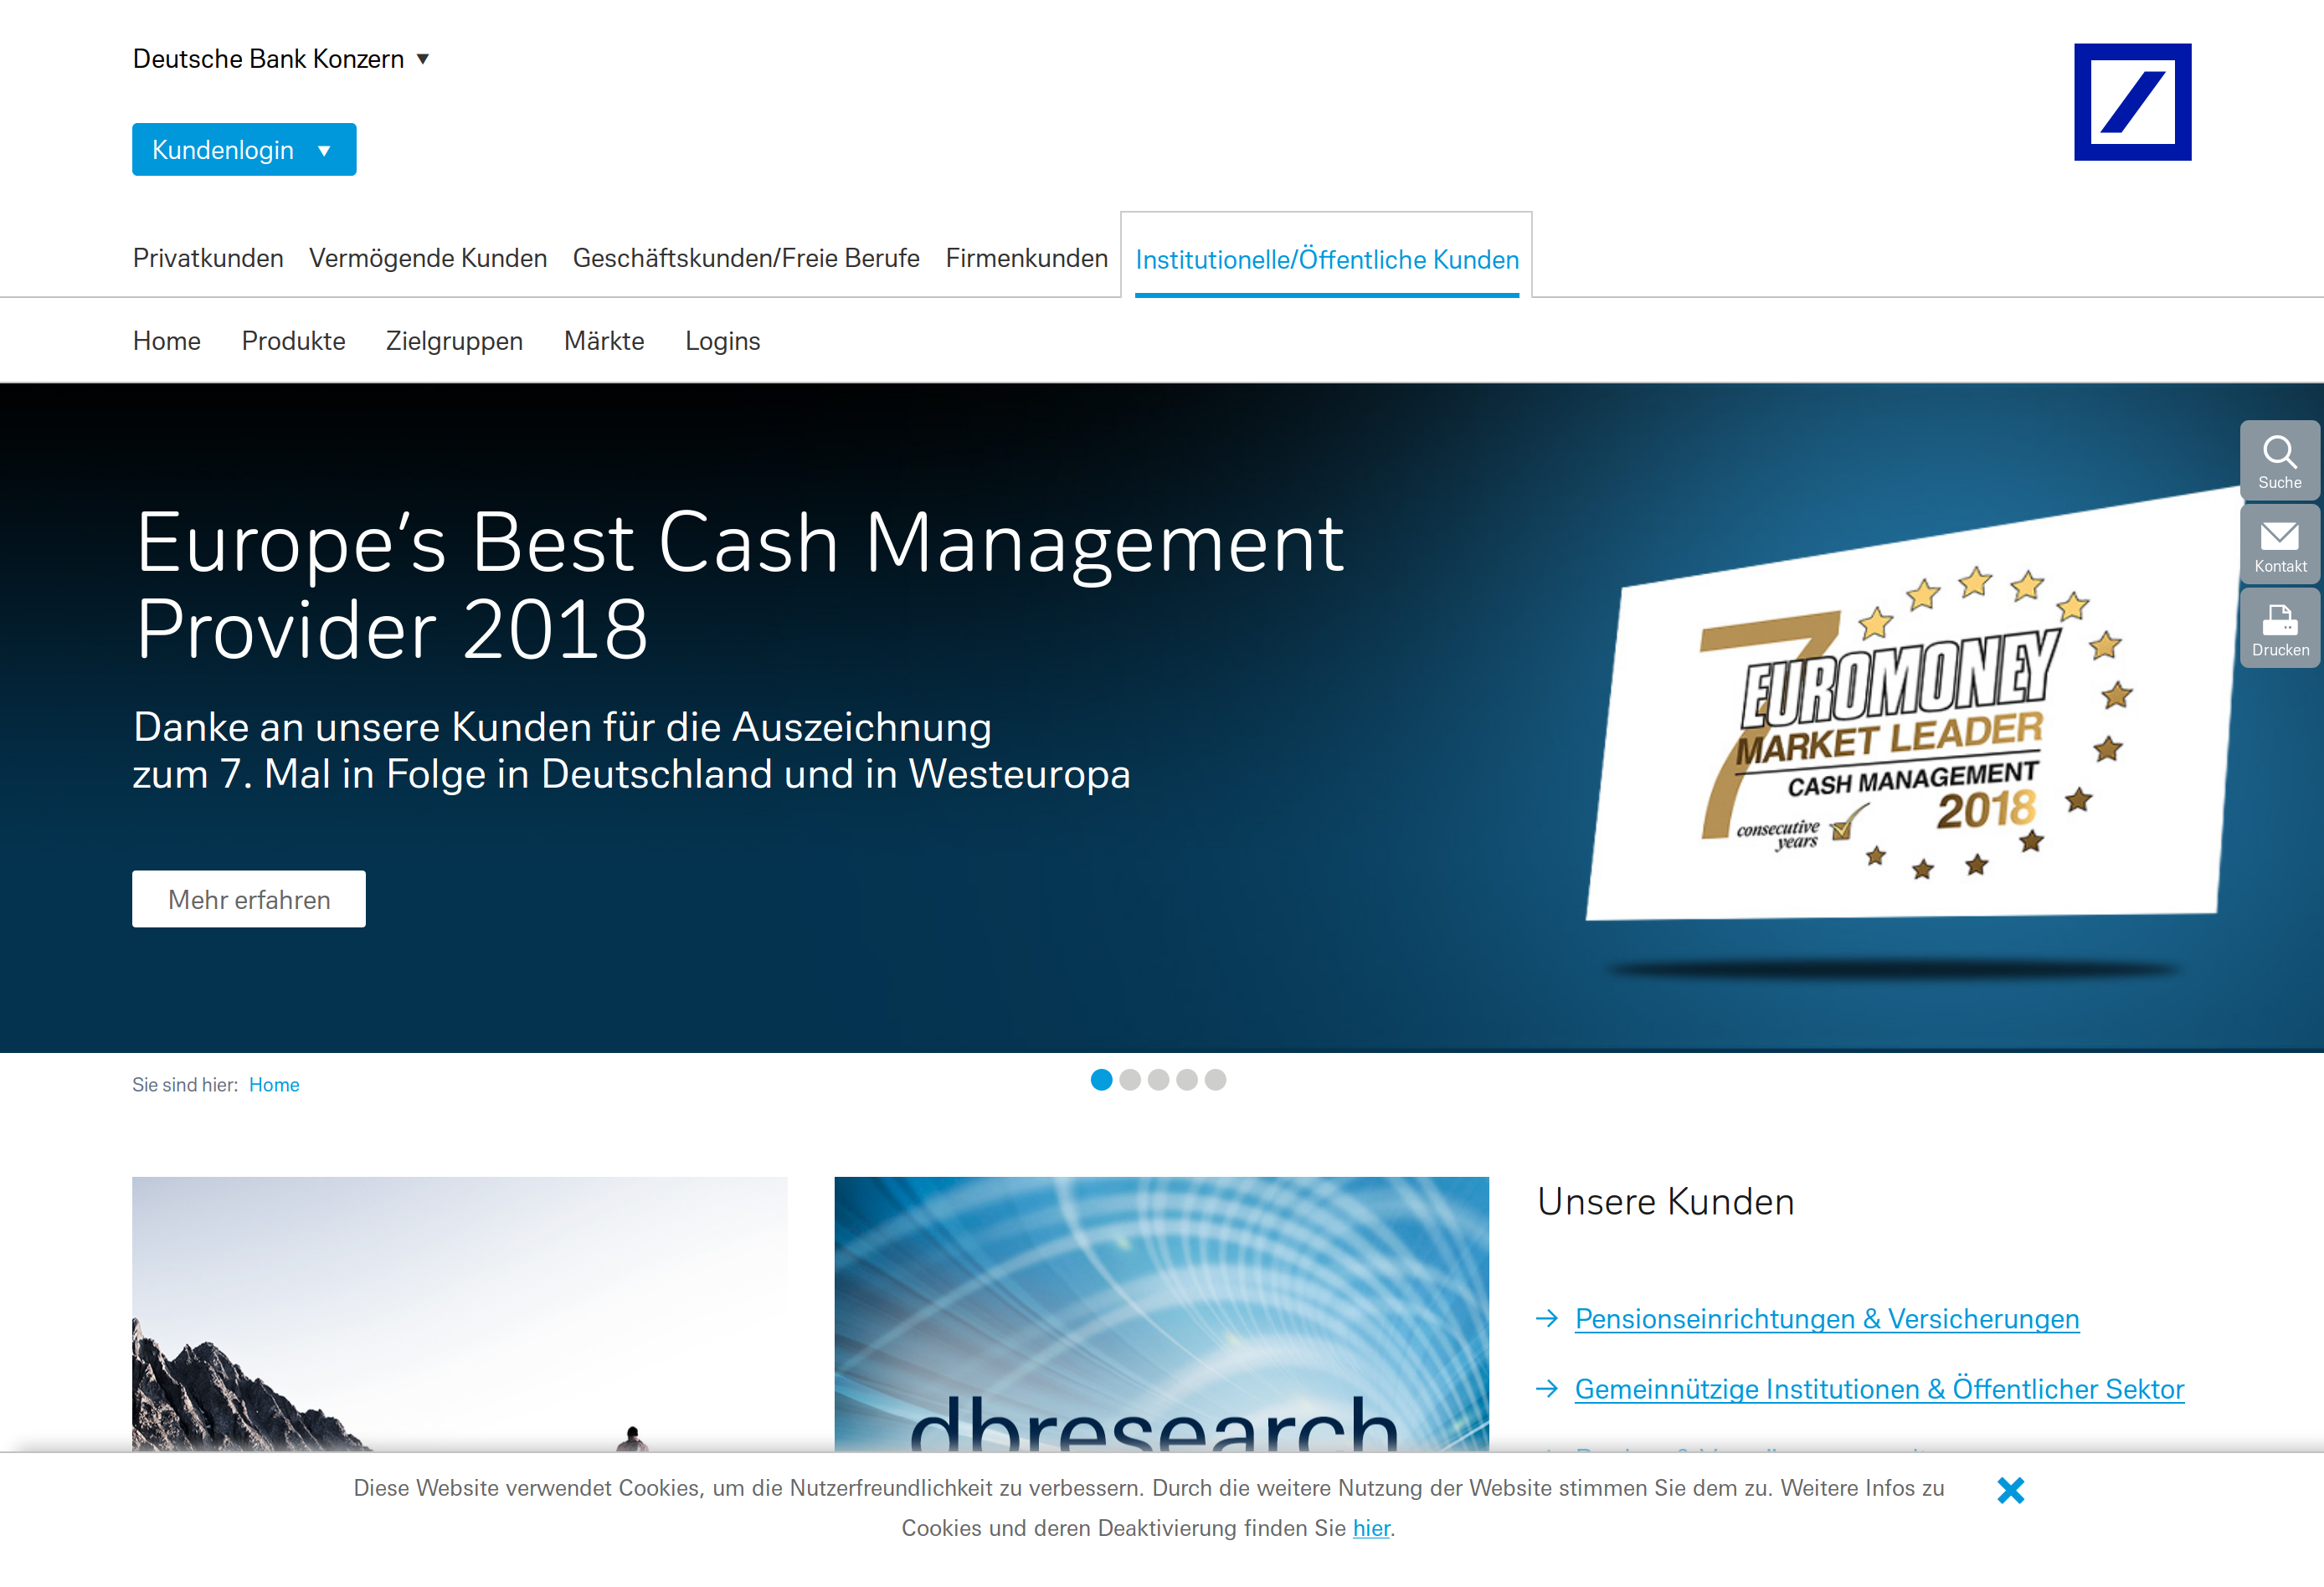 Deutsche Bank Konzern
Kundenlogin
Privatkunden Vermögende Kunden Geschäftskunden/Freie Berufe Firmenkunden Institutionelle/Öffentliche Kunden
Home Produkte Zielgruppen Märkte Logins
Europe’s Best Cash Management
Provider 2018
Danke an unsere Kunden für die Auszeichnung
zum 7. Mal in Folge in Deutschland und in Westeuropa
Mehr erfahren
7
EUROMONEY
MARKET LEADER
CASH MANAGEMENT
2018
consecutive
years
Suche
Kontakt
Drucken
Sie sind hier: Home
dbresearch
Unsere Kunden
Pensionseinrichtungen & Versicherungen
Gemeinnützige Institutionen & Öffentlicher Sektor
Diese Website verwendet Cookies, um die Nutzerfreundlichkeit zu verbessern. Durch die weitere Nutzung der Website stimmen Sie dem zu. Weitere Infos zu
Cookies und deren Deaktivierung finden Sie hier.